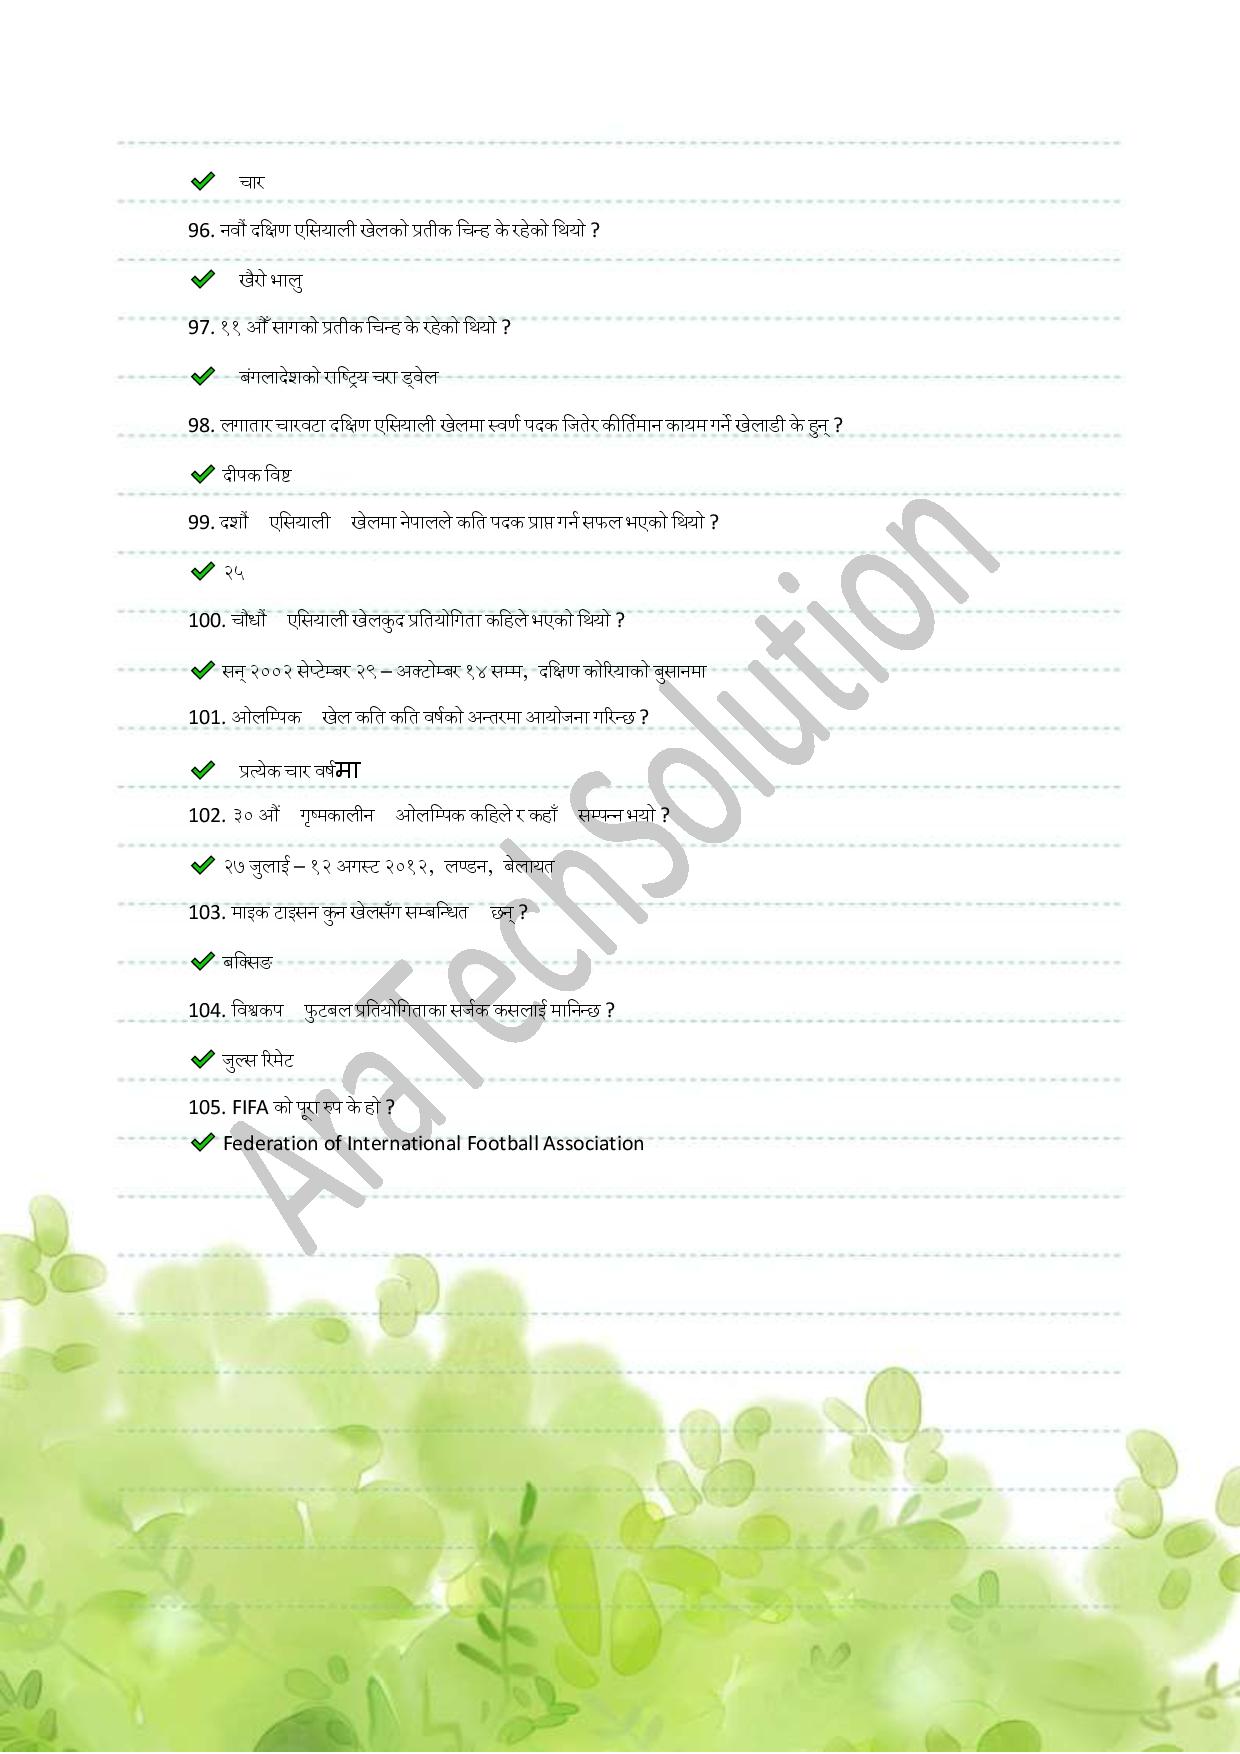 चार
96. नवौं दक्षिण एसियाली खेलको प्रतीक चिन्ह के रहेको थियो ?
खैरो भालु
97. ११ औँ सागको प्रतीक चिन्ह के रहेको थियो ?
बंगलादेशको राष्ट्रिय चरा ड्वेल
98. लगातार चारवटा दक्षिण एसियाली खेलमा स्वर्ण पदक जितेर कीर्तिमान कायम गर्ने खेलाडी के हुन् ?
दीपक विष्ट
99. दशौं एसियाली खेलमा नेपालले कति पदक प्राप्त गर्न सफल भएको थियो ?
२५
100. चौधौं एसियाली खेलकुद प्रतियोगिता कहिले भएको थियो ?
सन् २००२ सेप्टेम्बर २९ – अक्टोम्बर १४ सम्म, दक्षिण कोरियाको बुसानमा
101. ओलम्पिक खेल कति कति वर्षको अन्तरमा आयोजना गरिन्छ ?
प्रत्येक चार वर्षमा
102. ३० औं गृष्मकालीन ओलम्पिक कहिले र कहाँ सम्पन्न भयो ?
२७ जुलाई – १२ अगस्ट २०१२, लण्डन, बेलायत
103. माइक टाइसन कुन खेलसँग सम्बन्धित छन् ?
बक्सिङ
104. विश्वकप फुटबल प्रतियोगिताका सर्जक कसलाई मानिन्छ ?
जुल्स रिमेट
105. FIFA को पूरा रुप के हो ?
Federation of International Football Association
AraTechSolution